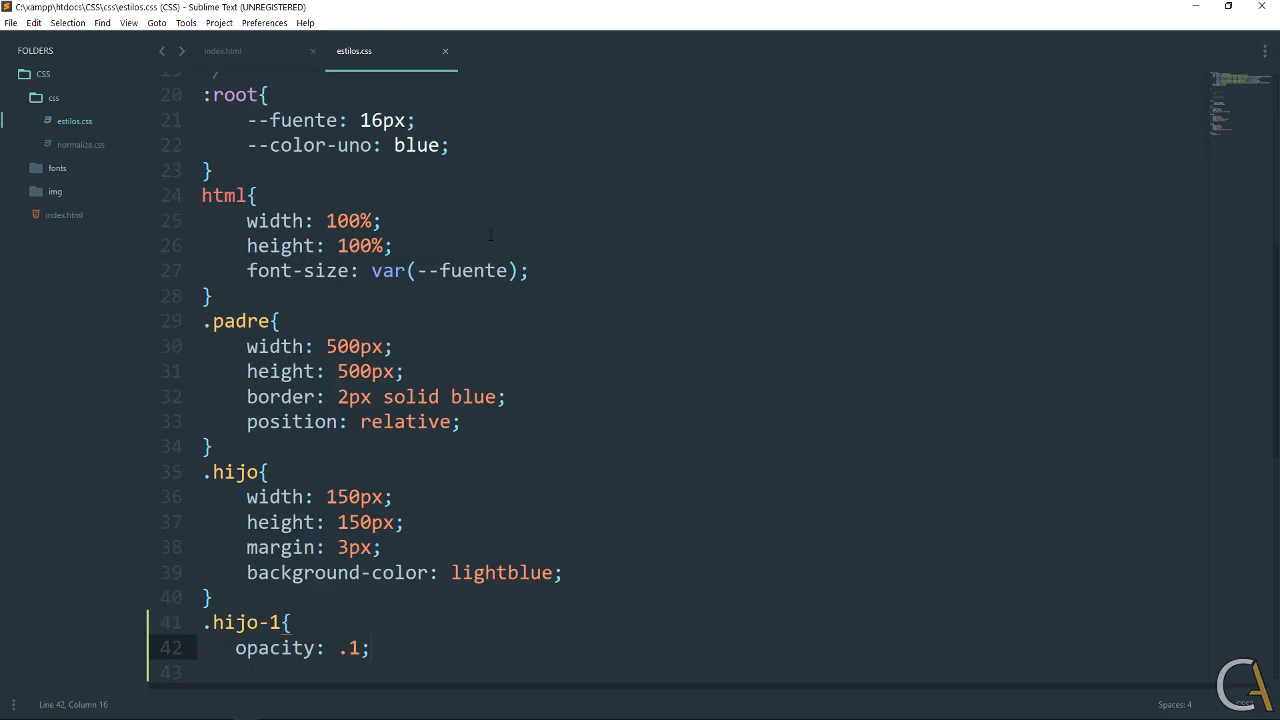 C:\xampp\htdocs\CSS\css\estilos.css (CSS) - Sublime Text (UNREGISTERED)
File Edit Selection Find View Goto Tools Project Preferences Help
FOLDERS
CSS
css
estilos.css
normalize.css
fonts
img
index.html
index.html
estilos.css
19 /
20 :root{
21 --fuente: 16px;
22 --color-uno: blue;
23 }
24 html{
25 width: 100%;
26 height: 100%;
27 font-size: var(--fuente);
28 }
29 .padre{
30 width: 500px;
31 height: 500px;
32 border: 2px solid blue;
33 position: relative;
34 }
35 .hijo{
36 width: 150px;
37 height: 150px;
38 margin: 3px;
39 background-color: lightblue;
40 }
41 .hijo-1{
42 opacity: .1;
43
Line 42, Column 16
Spaces: 4
CA